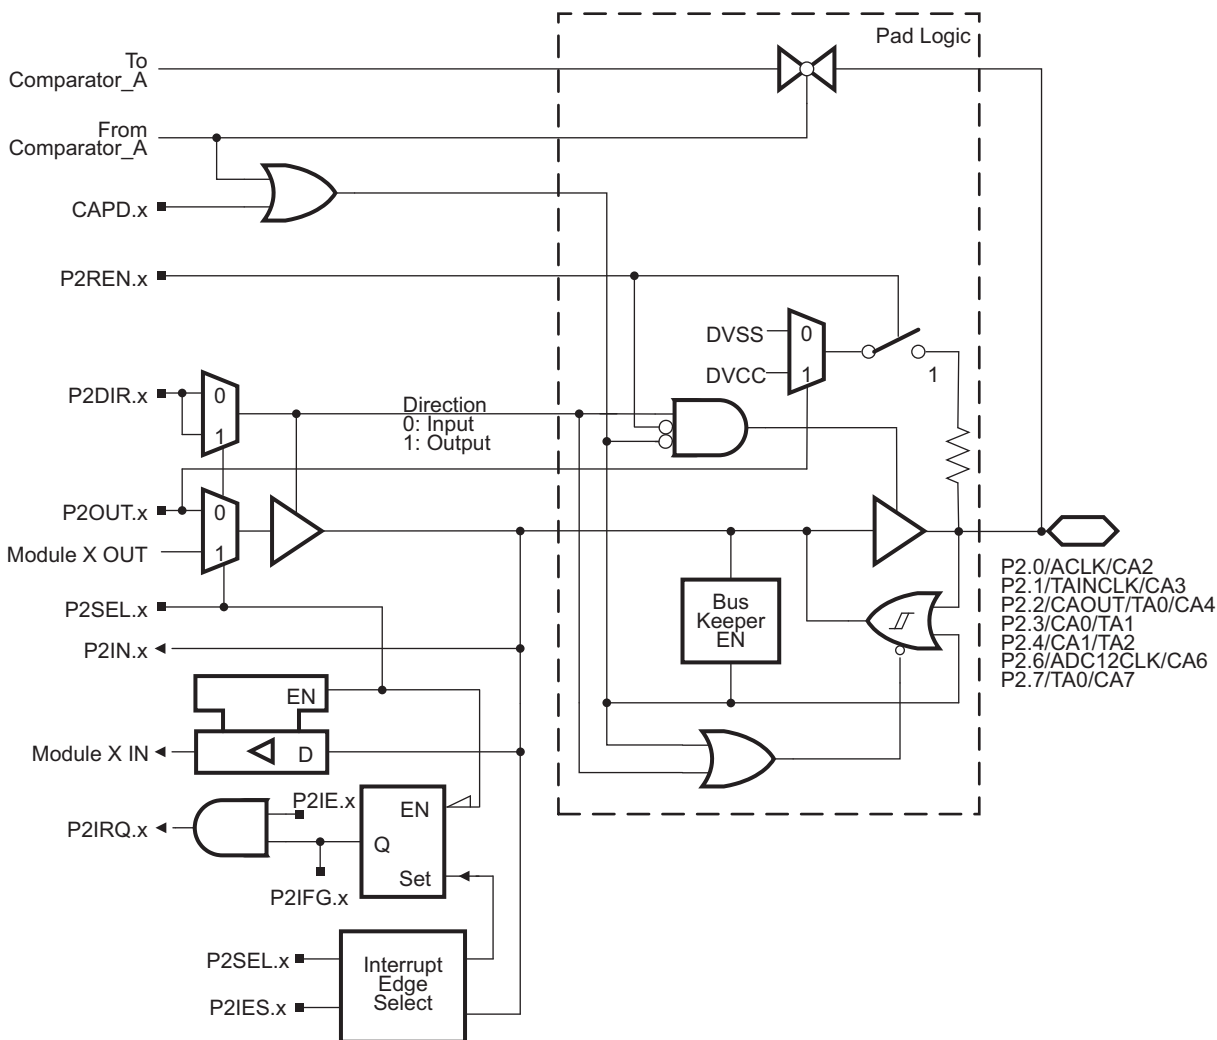 Pad Logic
To
Comparator_A
From
Comparator_A
CAPD.x
P2REN.x
DVSS
0
DVCC
1
1
P2DIR.x
0
1
Direction
0: Input
1: Output
P2OUT.x
0
Module X OUT
1
P2SEL.x
P2IN.x
Bus
Keeper
EN
P2.0/ACLK/CA2
P2.1/TAINCLK/CA3
P2.2/CAOUT/TA0/CA4
P2.3/CA0/TA1
P2.4/CA1/TA2
P2.6/ADC12CLK/CA6
P2.7/TA0/CA7
EN
Module X IN
D
P2IE.x
EN
P2IRQ.x
Q
Set
P2IFG.x
P2SEL.x
P2IES.x
Interrupt
Edge
Select